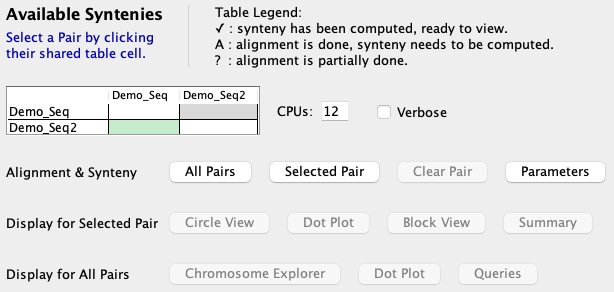 Available Syntenies
Select a Pair by clicking
their shared table cell.
Table Legend:
✓ : synteny has been computed, ready to view.
A : alignment is done, synteny needs to be computed.
? : alignment is partially done.
Demo_Seq Demo_Seq2
Demo_Seq
Demo_Seq2
CPUs: 12 Verbose
Alignment & Synteny All Pairs Selected Pair Clear Pair Parameters
Display for Selected Pair Circle View Dot Plot Block View Summary
Display for All Pairs Chromosome Explorer Dot Plot Queries